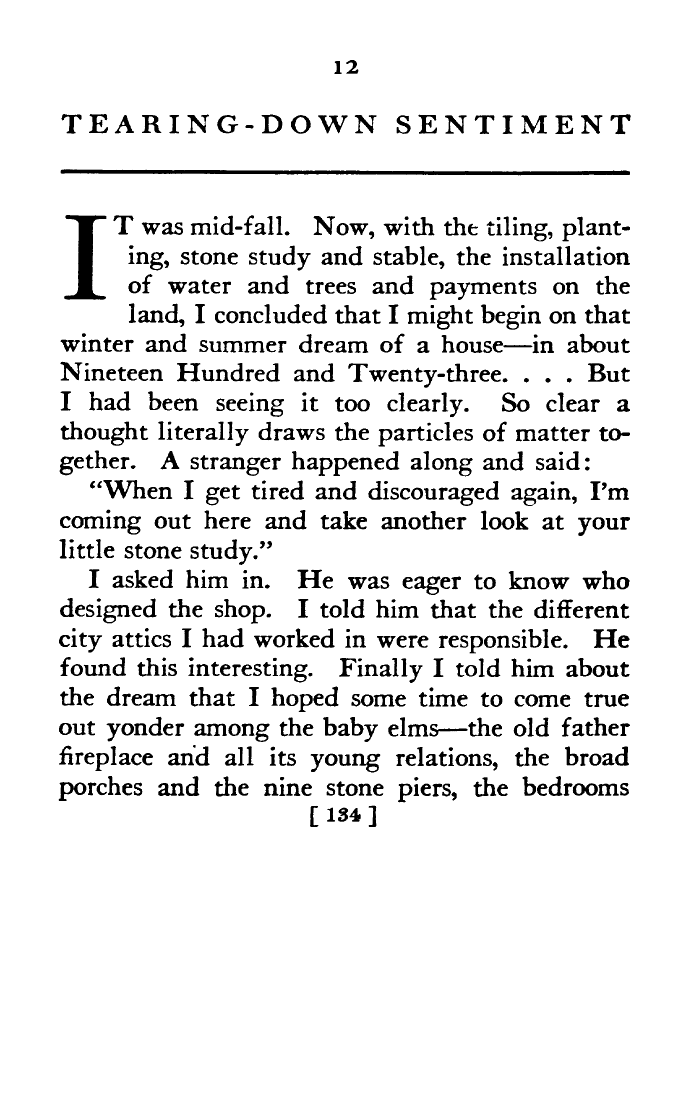 12
TEARING-DOWN SENTIMENT
IT was mid-fall. Now, with the tiling, plant-
ing, stone study and stable, the installation
of water and trees and payments on the
land, I concluded that I might begin on that
winter and summer dream of a house—in about
Nineteen Hundred and Twenty-three. . . . But
I had been seeing it too clearly. So clear a
thought literally draws the particles of matter to-
gether. A stranger happened along and said:
“When I get tired and discouraged again, I’m
coming out here and take another look at your
little stone study.”
I asked him in. He was eager to know who
designed the shop. I told him that the different
city attics I had worked in were responsible. He
found this interesting. Finally I told him about
the dream that I hoped some time to come true
out yonder among the baby elms—the old father
fireplace and all its young relations, the broad
porches and the nine stone piers, the bedrooms
[ 134 ]